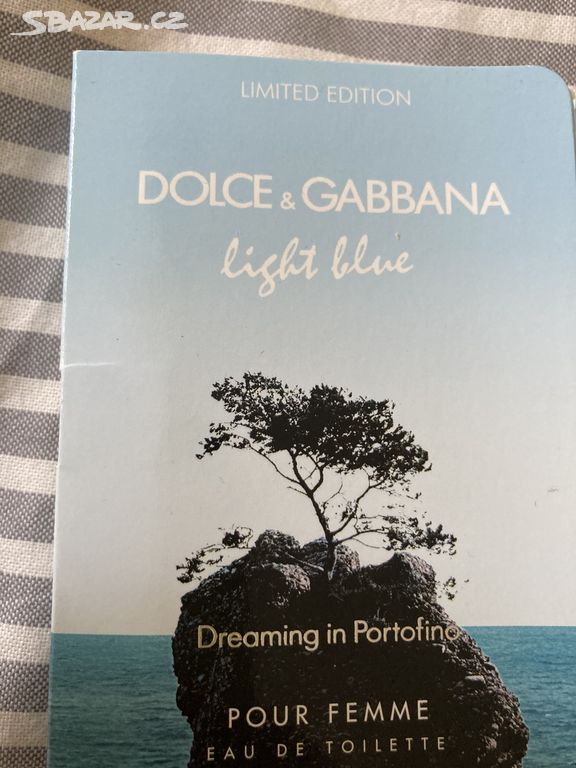 SBAZAR.CZ
LIMITED EDITION
DOLCE & GABBANA
light blue
Dreaming in Portofino
POUR FEMME
EAU DE TOILETTE